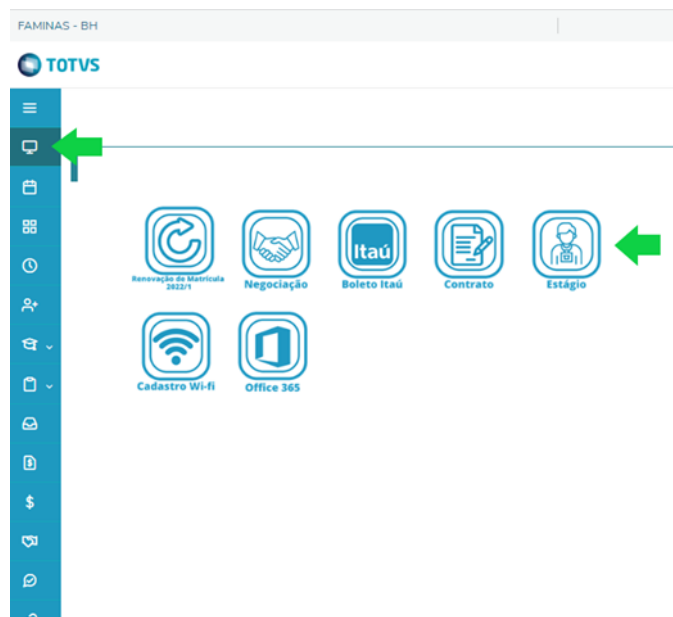 FAMINAS - BH
TOTVS
Renovação de Matrícula
2022/1
Negociação
Itaú
Boleto Itaú
Contrato
Estágio
Cadastro Wi-fi
Office 365